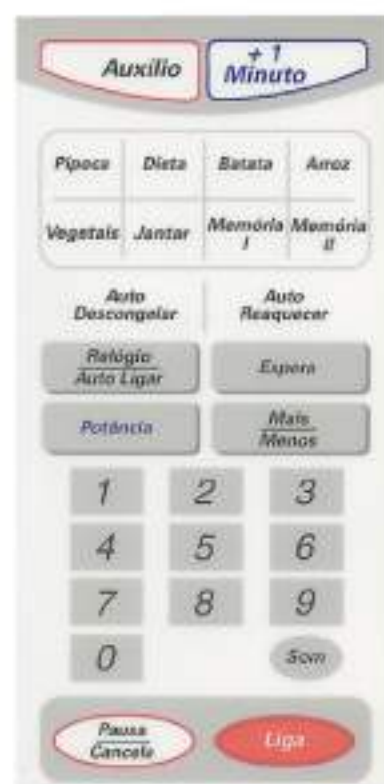 Auxílio
+ 1
Minuto
Pipoca Dieta Batata Arroz
Vegetais Jantar Memória I Memória II
Auto Descongelar
Auto Reaquecer
Relógio
Auto Ligar
Espera
Potência
Mais
Menos
1 2 3
4 5 6
7 8 9
0 Som
Pausa
Cancela
Liga